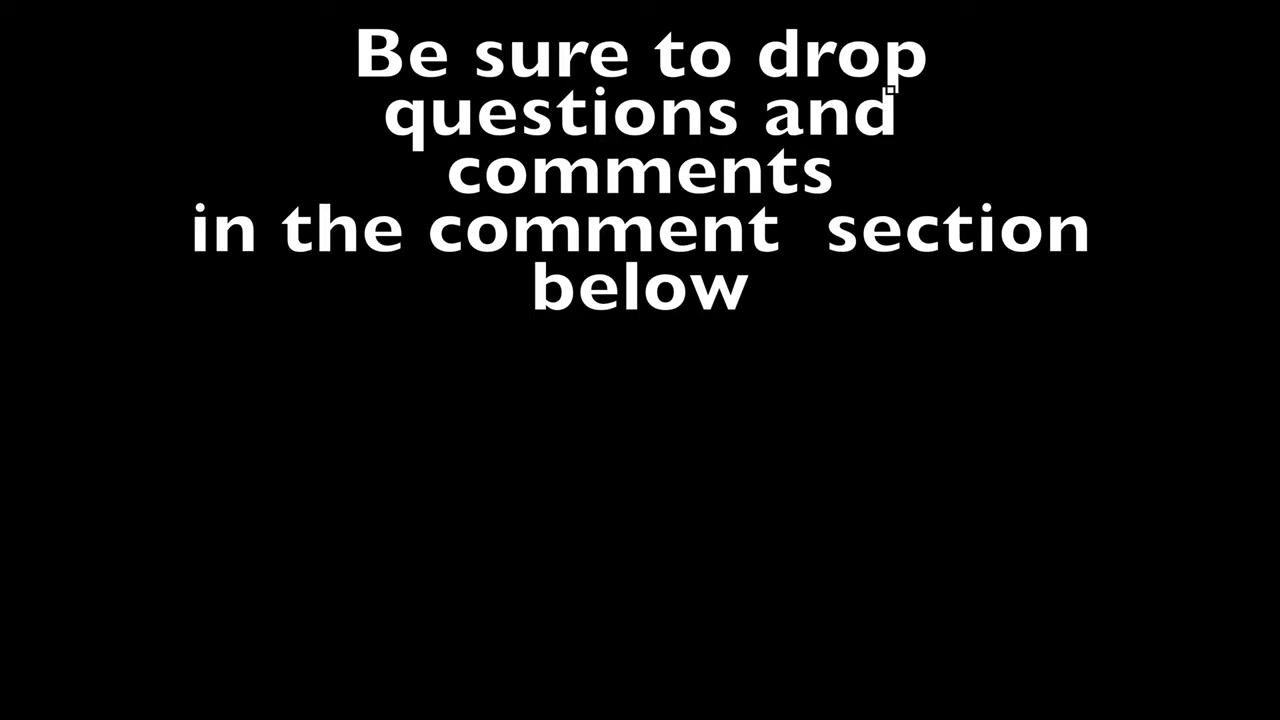 Be sure to drop
questions and
comments
in the comment  section
below